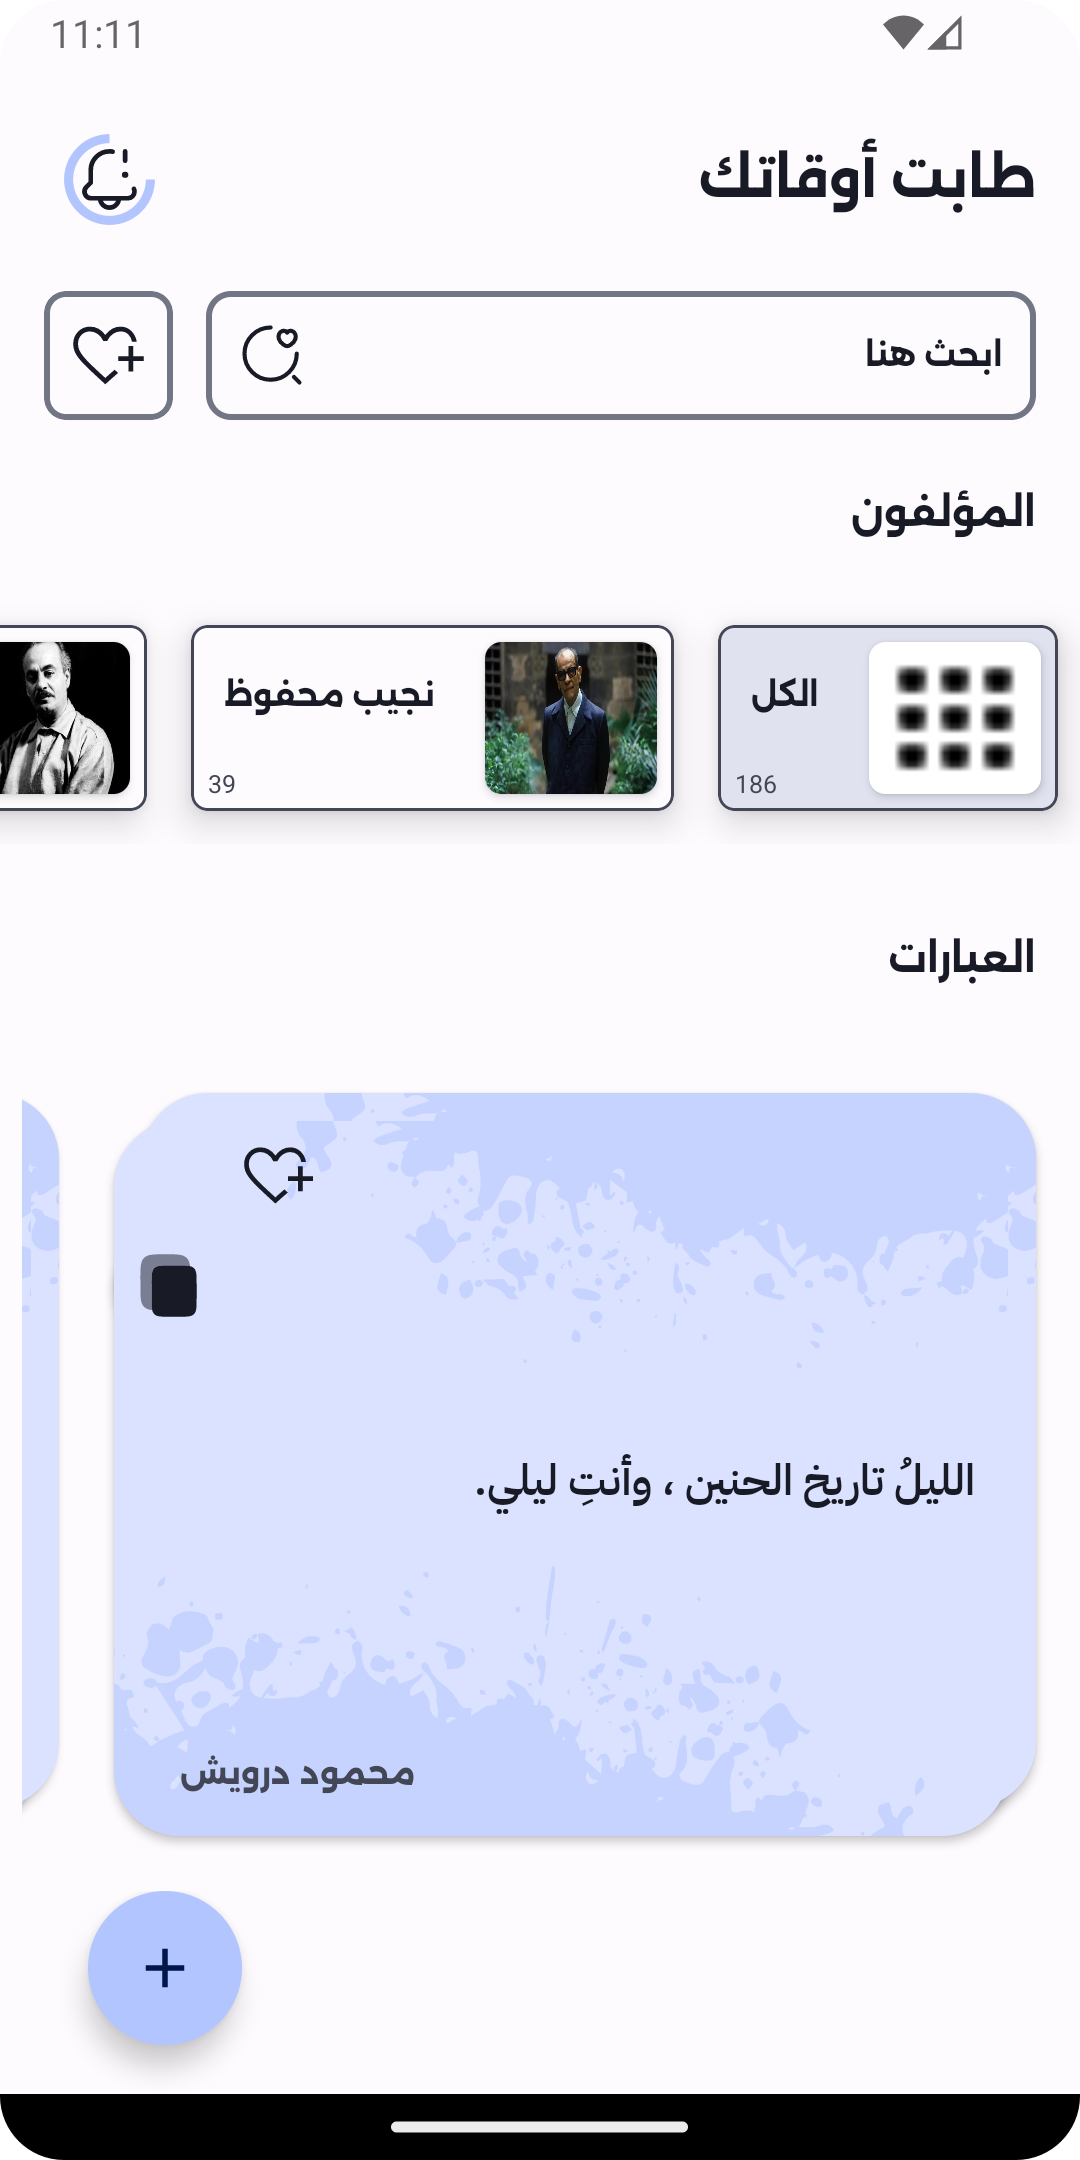 11:11
طابت أوقاتك
ابحث هنا
المؤلفون
الكل
186
نجيب محفوظ
39
العبارات
الليلُ تاريخ الحنين ، وأنتِ ليلي.
محمود درويش